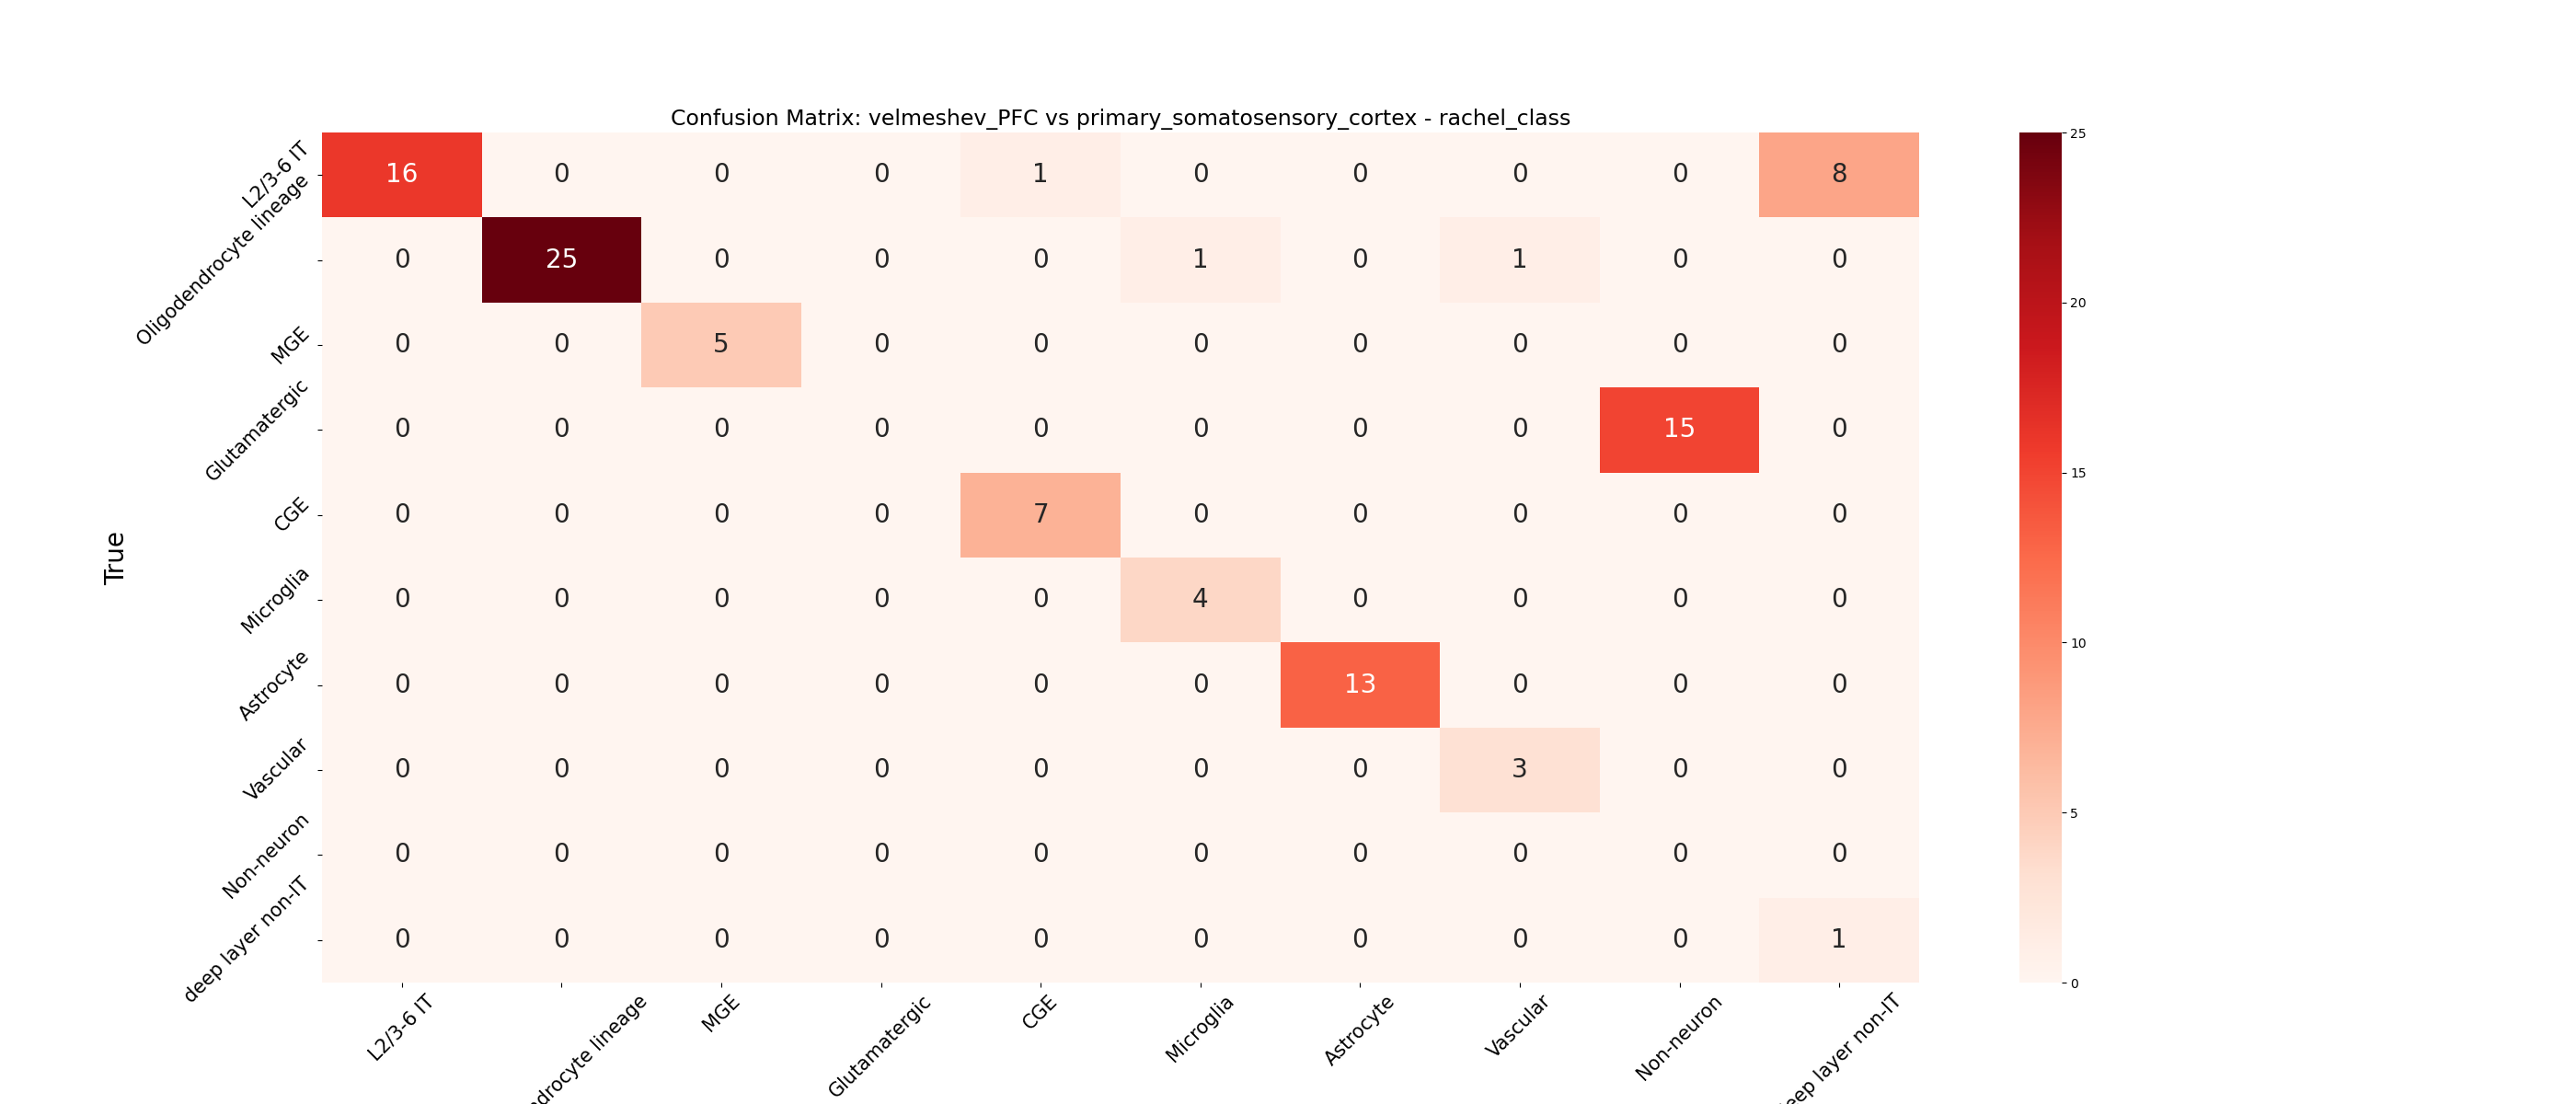 Confusion Matrix: velmeshev_PFC vs primary_somatosensory_cortex - rachel_class
True
L2/3-6 IT 16 0 0 0 1 0 0 0 0 8
Oligodendrocyte lineage 0 25 0 0 0 1 0 1 0 0
MGE 0 0 5 0 0 0 0 0 0 0
Glutamatergic 0 0 0 0 0 0 0 0 15 0
CGE 0 0 0 0 7 0 0 0 0 0
Microglia 0 0 0 0 0 4 0 0 0 0
Astrocyte 0 0 0 0 0 0 13 0 0 0
Vascular 0 0 0 0 0 0 0 3 0 0
Non-neuron 0 0 0 0 0 0 0 0 0 0
deep layer non-IT 0 0 0 0 0 0 0 0 0 1
L2/3-6 IT
ndrocyte lineage
MGE
Glutamatergic
CGE
Microglia
Astrocyte
Vascular
Non-neuron
eep layer non-IT
25
20
15
10
5
0